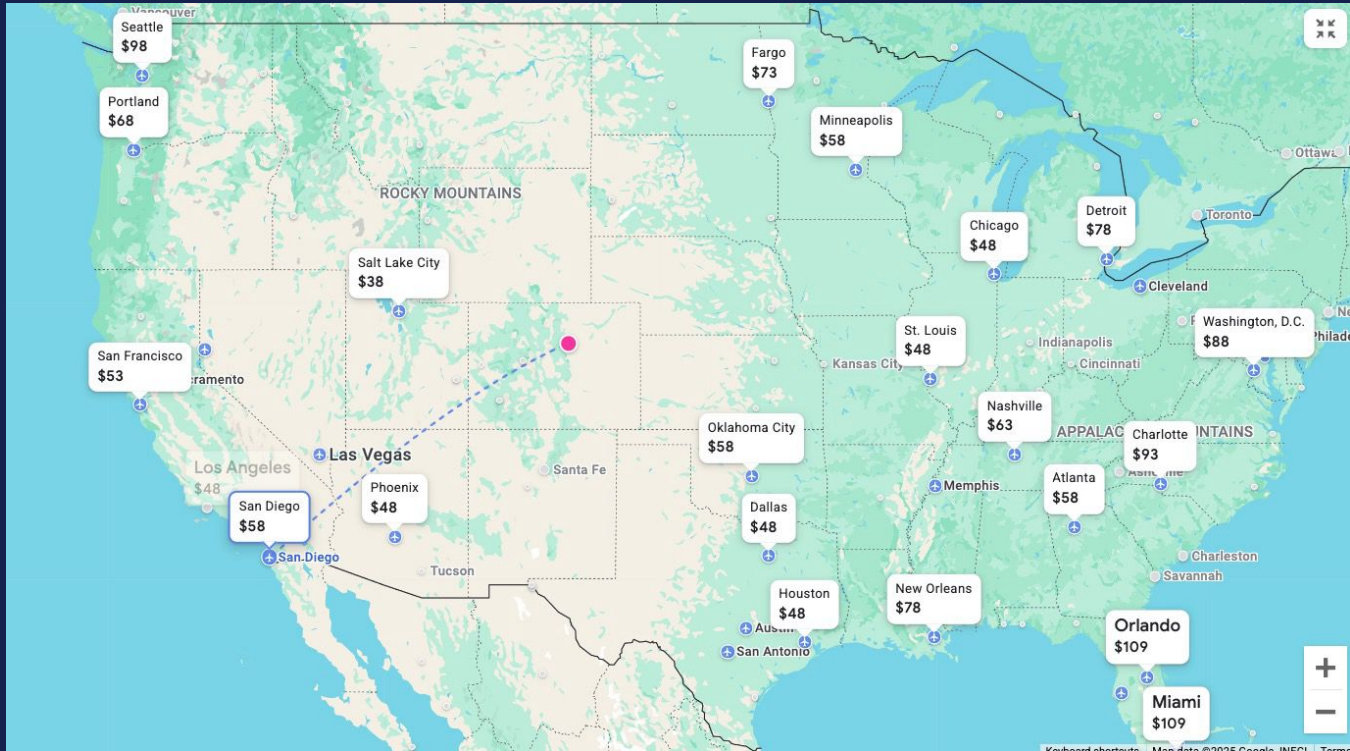 Vancouver
Seattle
$98
Portland
$68
Fargo
$73
Minneapolis
$58
ROCKY MOUNTAINS
Ottawa
Toronto
Detroit
$78
Chicago
$48
Cleveland
Salt Lake City
$38
Washington, D.C.
$88
St. Louis
$48
Indianapolis
Cincinnati
Kansas City
San Francisco
$53
cramento
Nashville
$63
APPALAC
NTAINS
Charlotte
$93
Oklahoma City
$58
Las Vegas
Los Angeles
$48
Santa Fe
Phoenix
$48
Memphis
Atlanta
$58
San Diego
$58
San Diego
Dallas
$48
Tucson
Charleston
Savannah
Houston
$48
New Orleans
$78
Austin
San Antonio
Orlando
$109
Miami
$109
+
−